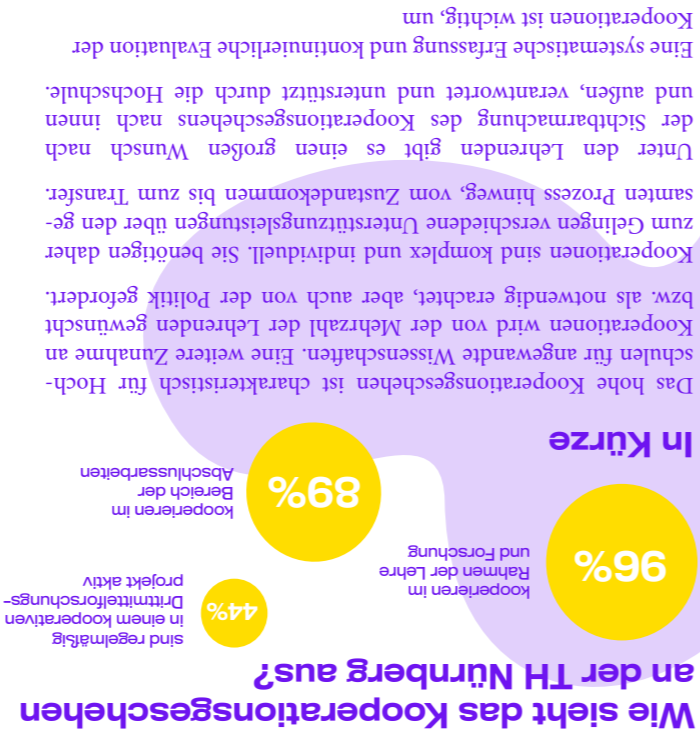 Wie sieht das Kooperationsgeschehen
an der TH Nürnberg aus?
96%
kooperieren im
Rahmen der Lehre
und Forschung
44%
sind regelmäßig
in einem kooperativen
Drittmittelforschungs-
projekt aktiv
89%
kooperieren im
Bereich der
Abschlussarbeiten
In Kürze
Das hohe Kooperationsgeschehen ist charakteristisch für Hoch-
schulen für angewandte Wissenschaften. Eine weitere Zunahme an
Kooperationen wird von der Mehrzahl der Lehrenden gewünscht
bzw. als notwendig erachtet, aber auch von der Politik gefordert.
Kooperationen sind komplex und individuell. Sie benötigen daher
zum Gelingen verschiedene Unterstützungsleistungen über den ge-
samten Prozess hinweg, vom Zustandekommen bis zum Transfer.
Unter den Lehrenden gibt es einen großen Wunsch nach
der Sichtbarmachung des Kooperationsgeschehens nach innen
und außen, verantwortet und unterstützt durch die Hochschule.
Eine systematische Erfassung und kontinuierliche Evaluation der
Kooperationen ist wichtig, um